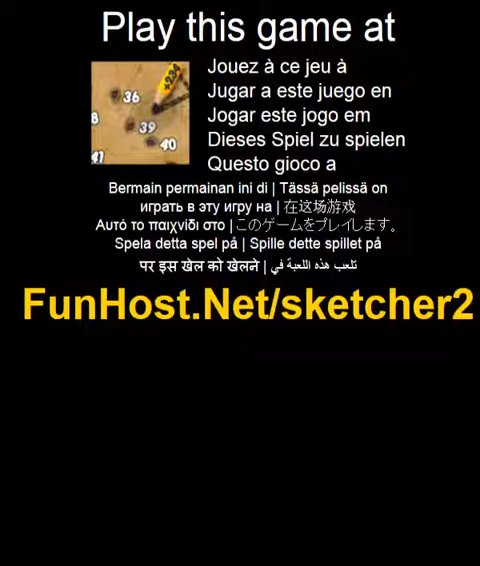 Play this game at
Jouez à ce jeu à
Jugar a este juego en
Jogar este jogo em
Dieses Spiel zu spielen
Questo gioco a
36
39
8
40
41
Bermain permainan ini di | Tässä pelissä on
играть в эту игру на | 在这场游戏
Αυτό το παιχνίδι στο | このゲームをプレイします。
Spela detta spel på | Spille dette spillet på
पर इस खेल को खेलने | تلعب هذه اللعبة في
FunHost.Net/sketcher2